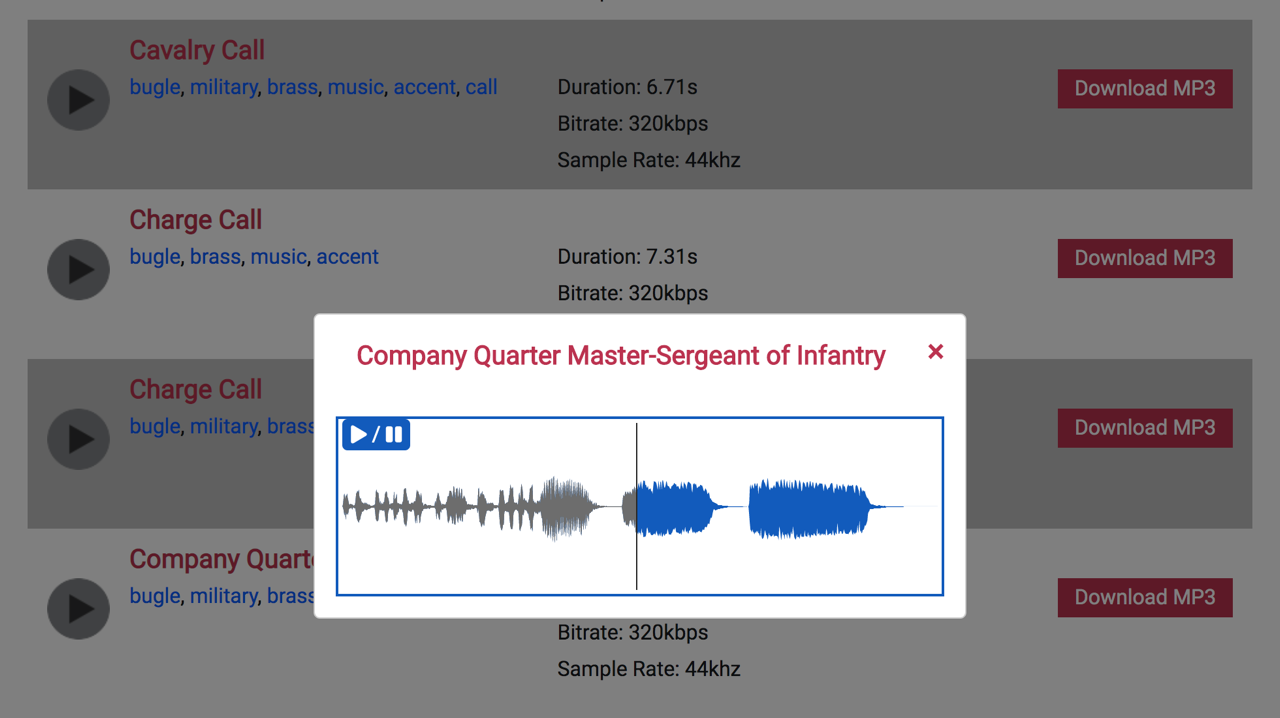 Cavalry Call
bugle, military, brass, music, accent, call
Duration: 6.71s
Bitrate: 320kbps
Sample Rate: 44khz
Download MP3
Charge Call
bugle, brass, music, accent
Duration: 7.31s
Bitrate: 320kbps
Download MP3
Company Quarter Master-Sergeant of Infantry
×
/
Charge Call
bugle, military, brass
Download MP3
Company Quarte
bugle, military, brass
Bitrate: 320kbps
Sample Rate: 44khz
Download MP3